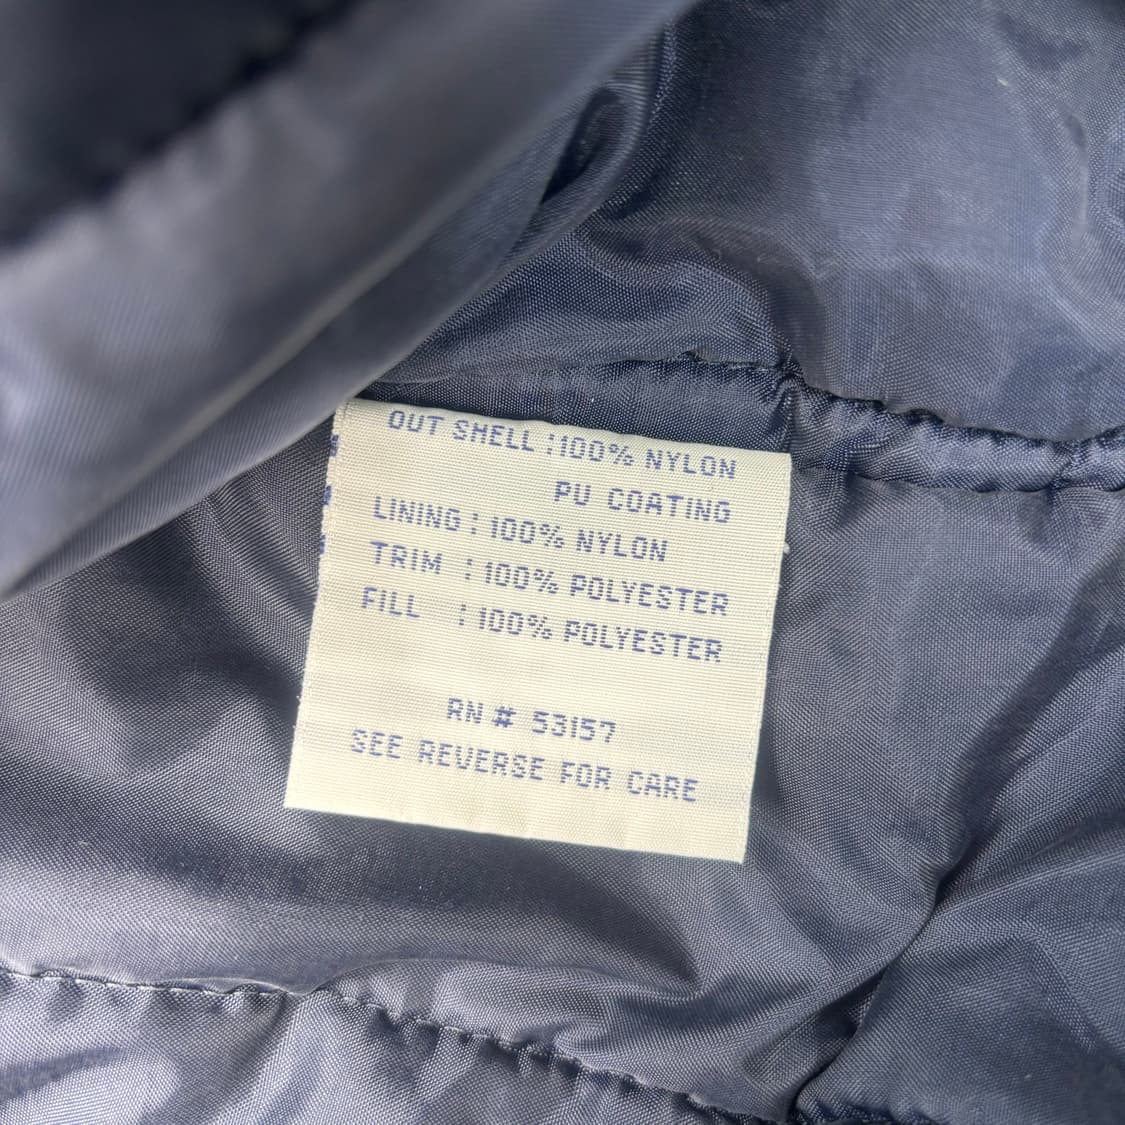 OUT SHELL :100% NYLON
PU COATING
LINING : 100% NYLON
TRIM : 100% POLYESTER
FILL : 100% POLYESTER
RN # 53157
SEE REVERSE FOR CARE